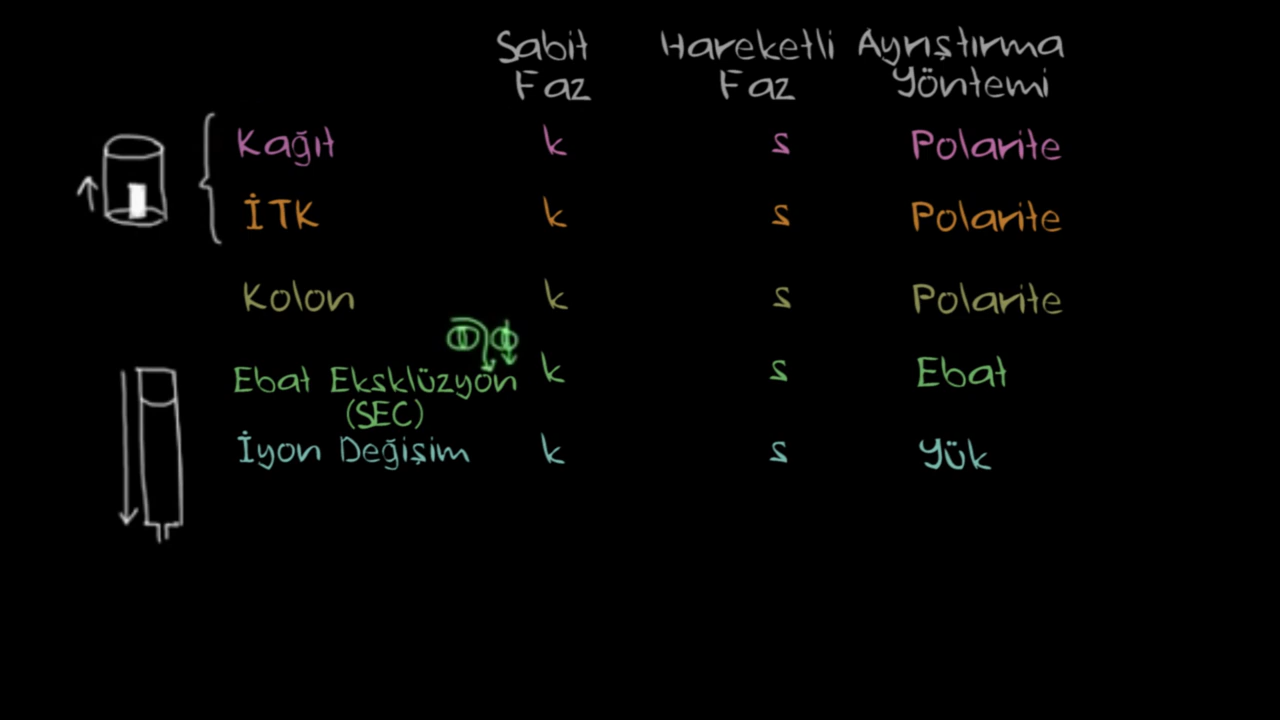 Sabit Faz
Hareketli Faz
Ayrıştırma Yöntemi
Kağıt k s Polarite
İTK k s Polarite
Kolon k s Polarite
Ebat Eksklüzyon (SEC) k s Ebat
İyon Değişim k s Yük